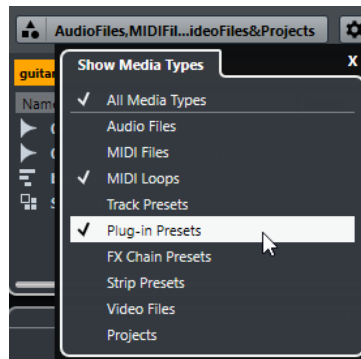 AudioFiles,MIDIFil...ideoFiles&Projects
Show Media Types
X
guitar
Name
All Media Types
Audio Files
MIDI Files
MIDI Loops
Track Presets
Plug-in Presets
FX Chain Presets
Strip Presets
Video Files
Projects